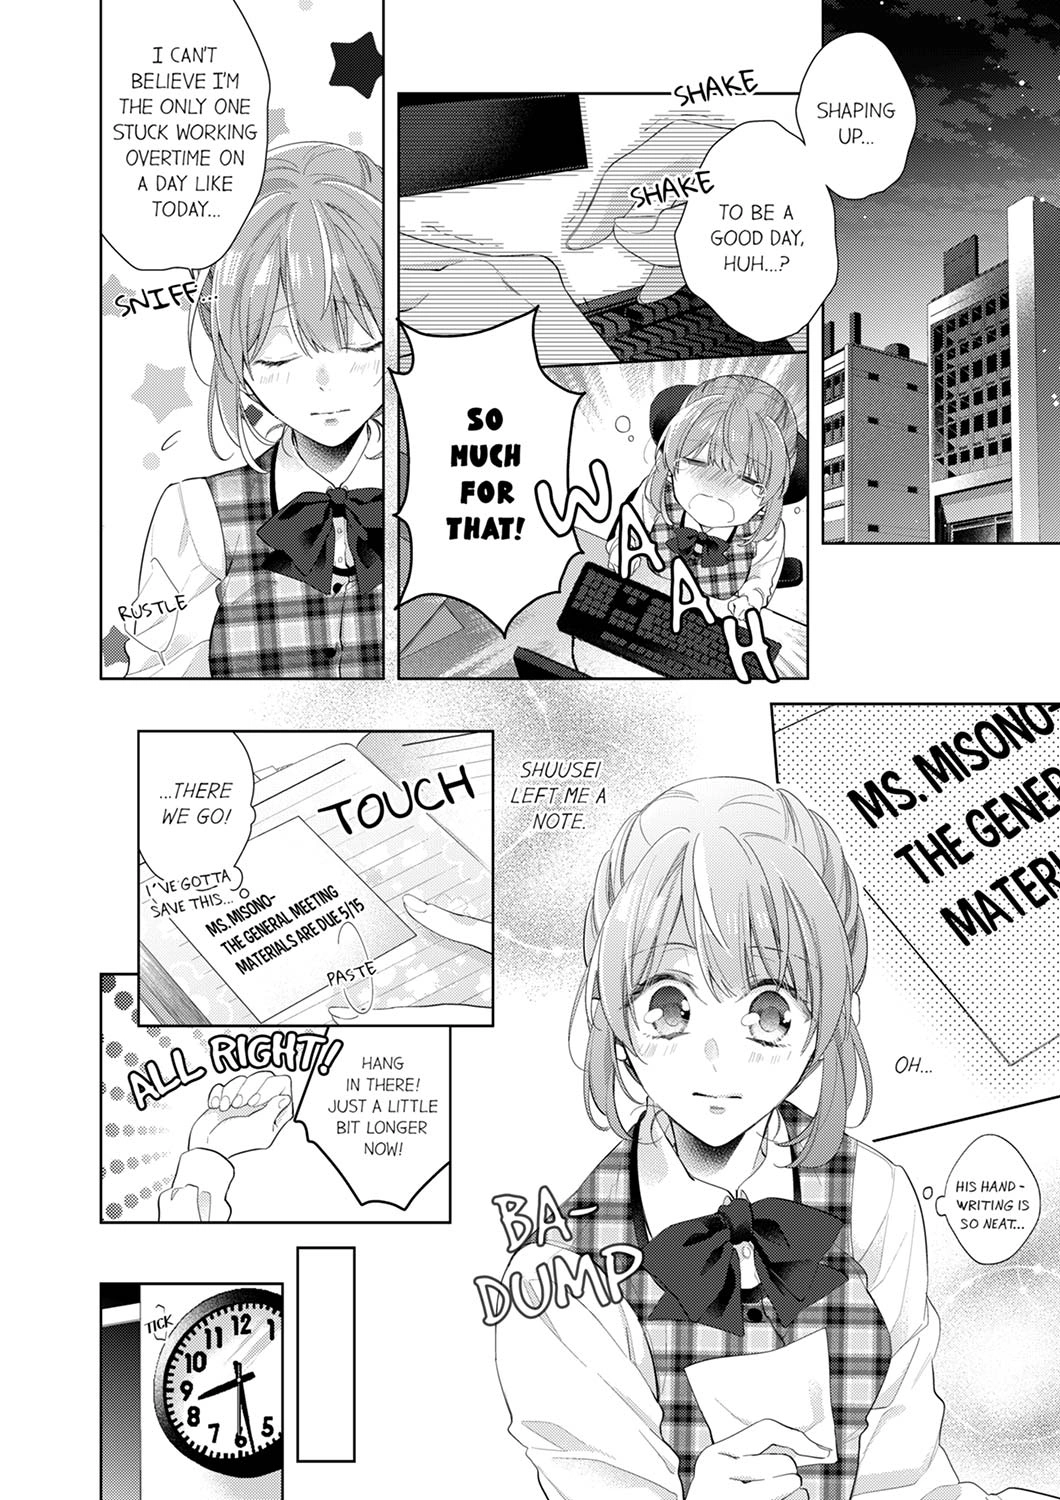 SHAPING
UP...
SHAKE
SHAKE
TO BE A
GOOD DAY,
HUH...?
SO
MUCH
FOR
THAT!
WAAAH
I CAN'T
BELIEVE I'M
THE ONLY ONE
STUCK WORKING
OVERTIME ON
A DAY LIKE
TODAY...
SNIFF...
RUSTLE
MS. MISONO-
THE GENER
MATERI
SHUUSEI
LEFT ME A
NOTE.
OH...
HIS HAND-
WRITING IS
SO NEAT...
BA-
DUMP
...THERE
WE GO!
TOUCH
I'VE GOTTA
SAVE THIS...
MS. MISONO-
THE GENERAL MEETING
MATERIALS ARE DUE 5/15
PASTE
ALL RIGHT!
HANG
IN THERE!
JUST A LITTLE
BIT LONGER
NOW!
TICK
11 12 1
10
9
8
7 6 5